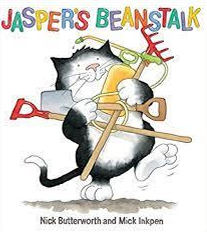 JASPER'S BEANSTALK
Nick Butterworth and Mick Inkpen